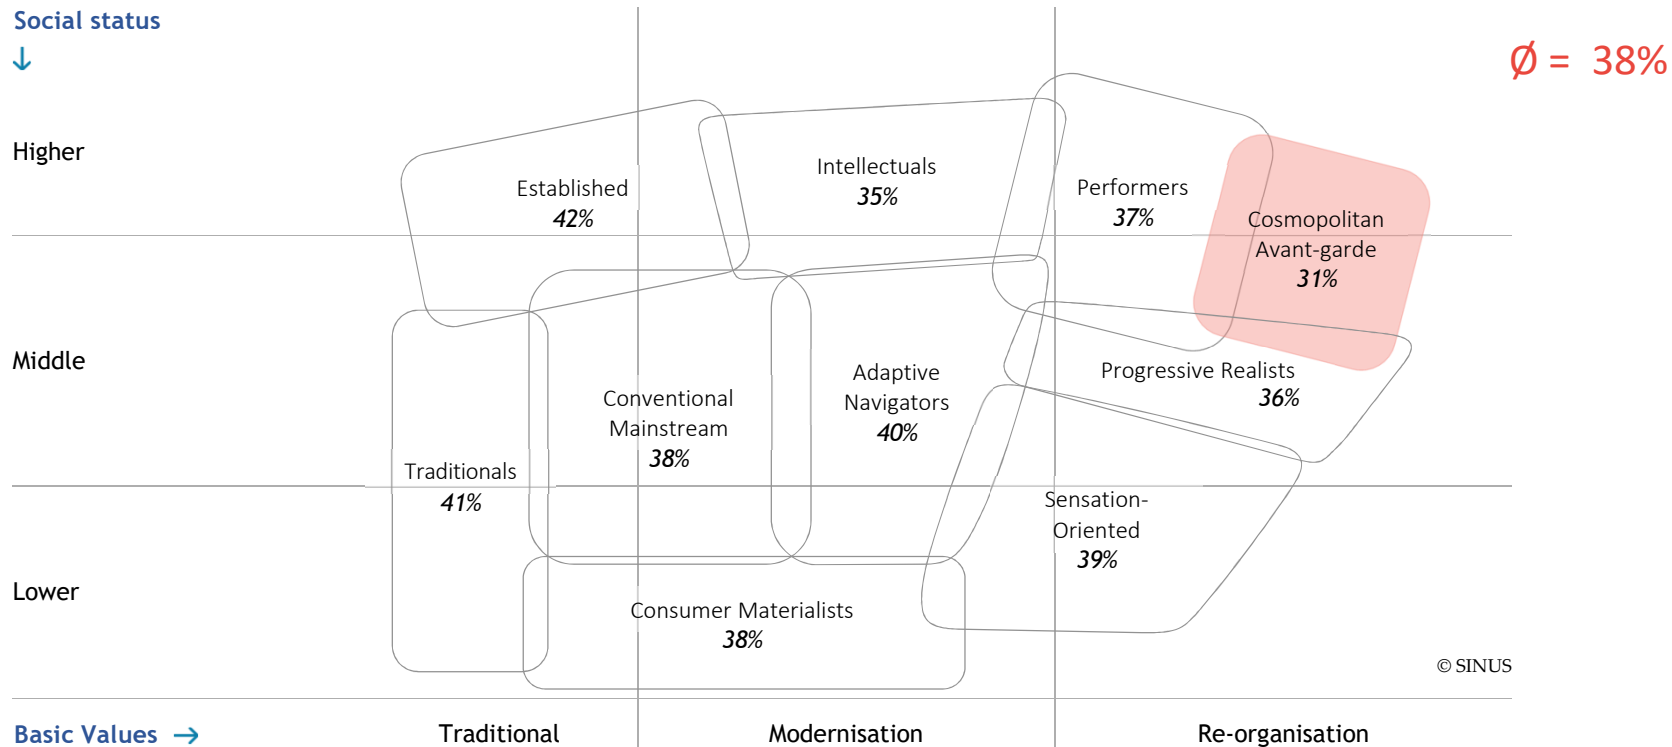 Social status
↓
Ø = 38%
Higher
Established
42%
Intellectuals
35%
Performers
37%
Cosmopolitan
Avant-garde
31%
Middle
Traditionals
41%
Conventional
Mainstream
38%
Adaptive
Navigators
40%
Progressive Realists
36%
Sensation-
Oriented
39%
Lower
Consumer Materialists
38%
© SINUS
Basic Values →
Traditional
Modernisation
Re-organisation